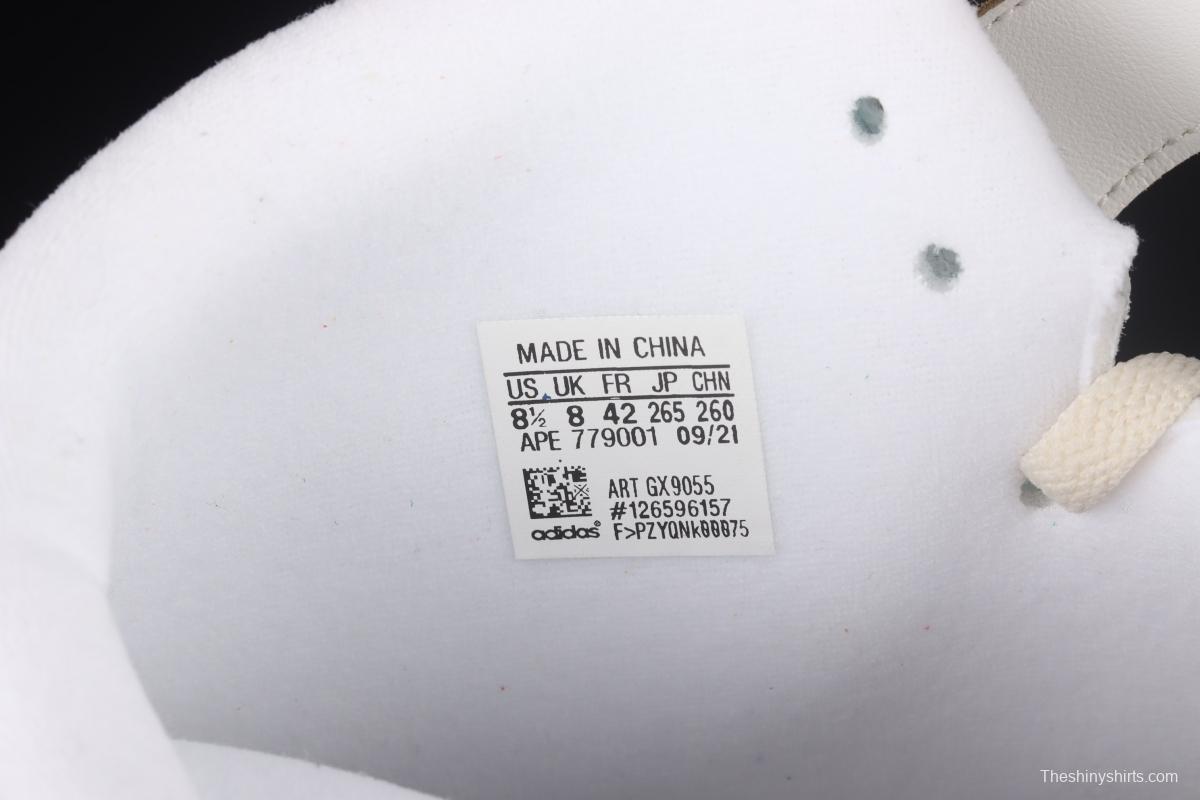 MADE IN CHINA
US UK FR JP CHN
8½ 8 42 265 260
APE 779001 09/21
ART GX9055
#126596157
adidas® F>PZYQNk00075
Theshinyshirts.com